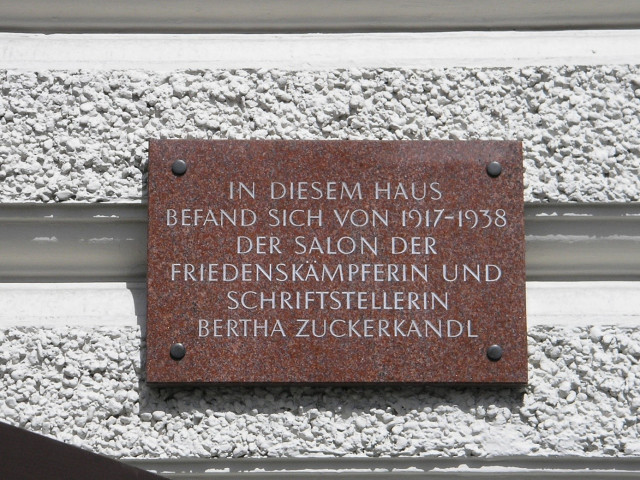 IN DIESEM HAUS
BEFAND SICH VON 1917-1938
DER SALON DER
FRIEDENSKÄMPFERIN UND
SCHRIFTSTELLERIN
BERTHA ZUCKERKANDL